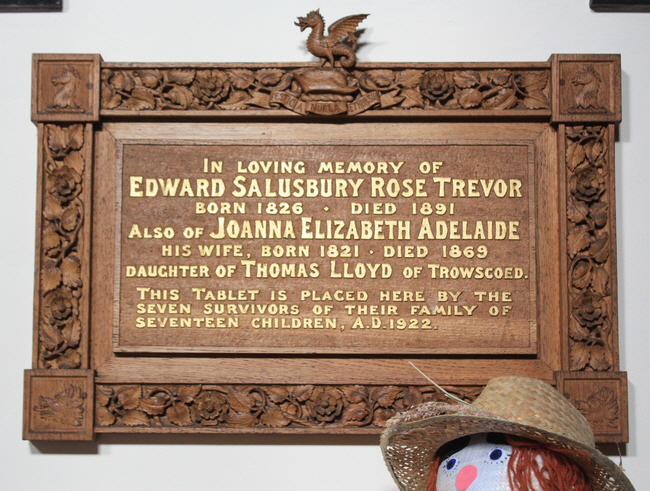 IN LOVING MEMORY OF
EDWARD SALUSBURY ROSE TREVOR
BORN 1826 · DIED 1891
ALSO OF JOANNA ELIZABETH ADELAIDE
HIS WIFE, BORN 1821 · DIED 1869
DAUGHTER OF THOMAS LLOYD OF TROWSCOED.
THIS TABLET IS PLACED HERE BY THE
SEVEN SURVIVORS OF THEIR FAMILY OF
SEVENTEEN CHILDREN, A.D. 1922.